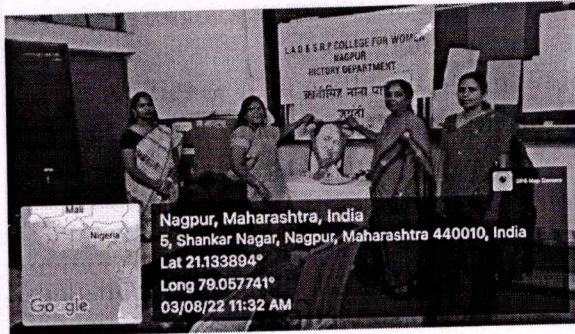 L.A.D & S.R.P COLLEGE FOR WOMEN
NAGPUR
HISTORY DEPARTMENT
क्रांतीसिंह नाना पा
जयंती
GPS Map Camera
Mali
Nigeria
Google
Nagpur, Maharashtra, India
5, Shankar Nagar, Nagpur, Maharashtra 440010, India
Lat 21.133894°
Long 79.057741°
03/08/22 11:32 AM